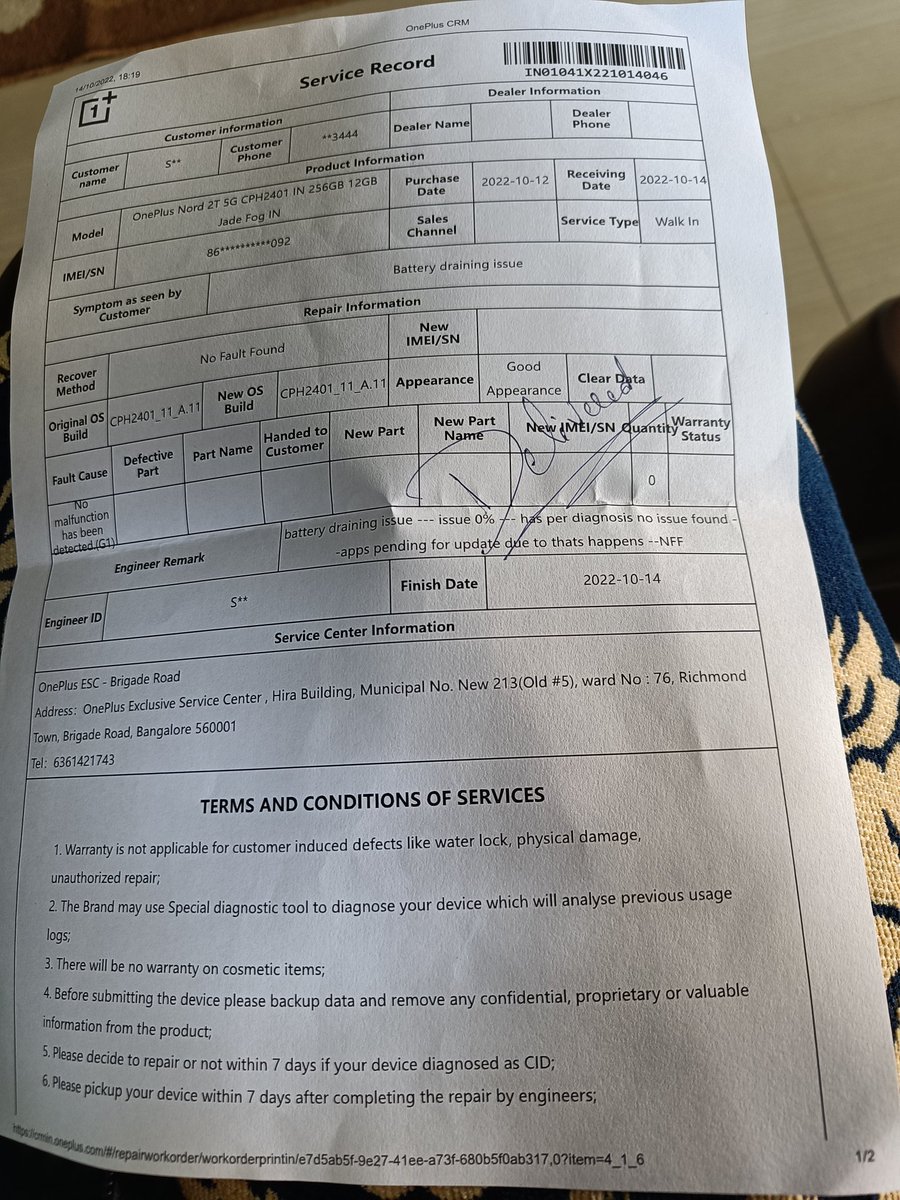 OnePlus CRM
14/10/2022, 18:19
1+
Service Record
IN01041X221014046
Customer information
Dealer Information
Customer name
S**
Customer Phone
**3444
Dealer Name
Dealer Phone
Product Information
Model
OnePlus Nord 2T 5G CPH2401 IN 256GB 12GB
Jade Fog IN
Purchase Date
2022-10-12
Receiving Date
2022-10-14
IMEI/SN
86**********092
Sales Channel
Service Type
Walk In
Symptom as seen by Customer
Battery draining issue
Repair Information
Recover Method
No Fault Found
New IMEI/SN
Original OS Build
CPH2401_11_A.11
New OS Build
CPH2401_11_A.11
Appearance
Good Appearance
Clear Data
Fault Cause
Defective Part
Part Name
Handed to Customer
New Part
New Part Name
New IMEI/SN
Quantity
Warranty Status
No malfunction has been detected.(G1)
0
Delivered
Engineer Remark
battery draining issue --- issue 0% --- has per diagnosis no issue found -
-apps pending for update due to thats happens --NFF
Engineer ID
S**
Finish Date
2022-10-14
Service Center Information
OnePlus ESC - Brigade Road
Address: OnePlus Exclusive Service Center , Hira Building, Municipal No. New 213(Old #5), ward No : 76, Richmond
Town, Brigade Road, Bangalore 560001
Tel: 6361421743
TERMS AND CONDITIONS OF SERVICES
1. Warranty is not applicable for customer induced defects like water lock, physical damage,
unauthorized repair;
2. The Brand may use Special diagnostic tool to diagnose your device which will analyse previous usage
logs;
3. There will be no warranty on cosmetic items;
4. Before submitting the device please backup data and remove any confidential, proprietary or valuable
information from the product;
5. Please decide to repair or not within 7 days if your device diagnosed as CID;
6. Please pickup your device within 7 days after completing the repair by engineers;
https://crmin.oneplus.com/#/repairworkorder/workorderprintin/e7d5ab5f-9e27-41ee-a73f-680b5f0ab317,0?item=4_1_6
1/2